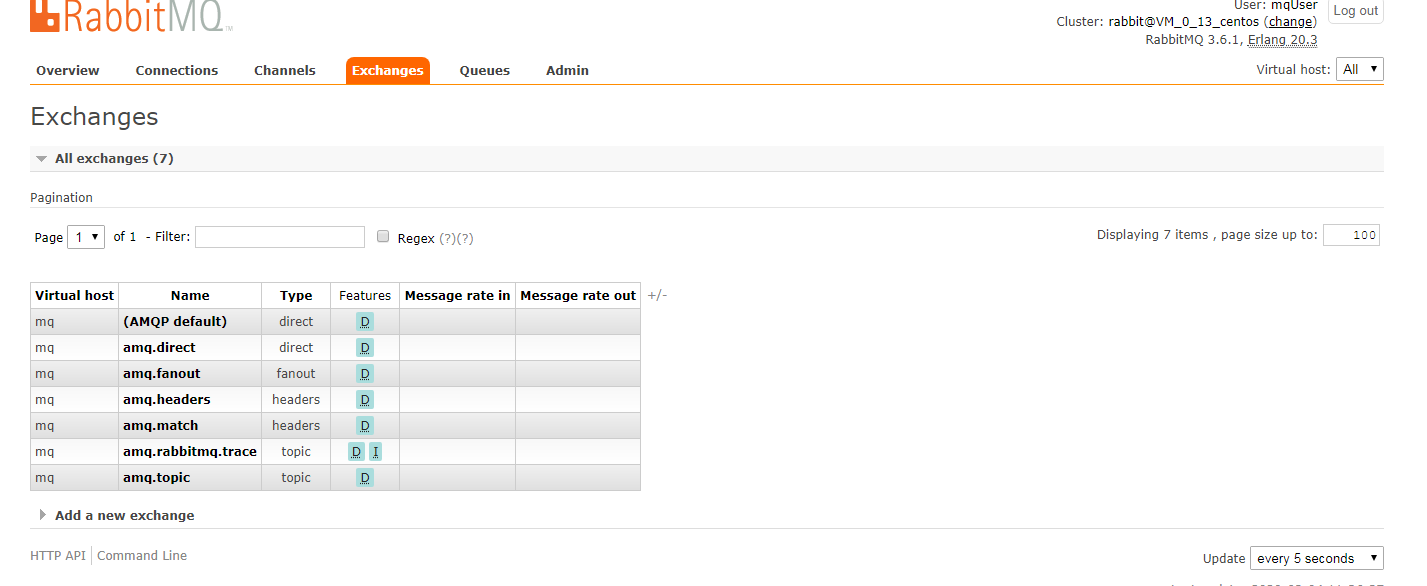 RabbitMQ™
User: mqUser
Log out
Cluster: rabbit@VM_0_13_centos (change)
RabbitMQ 3.6.1, Erlang 20.3
Overview Connections Channels Exchanges Queues Admin
Virtual host: All
Exchanges
All exchanges (7)
Pagination
Page 1 of 1 - Filter: Regex (?)(?)
Displaying 7 items , page size up to: 100
Virtual host Name Type Features Message rate in Message rate out +/-
mq (AMQP default) direct D
mq amq.direct direct D
mq amq.fanout fanout D
mq amq.headers headers D
mq amq.match headers D
mq amq.rabbitmq.trace topic D I
mq amq.topic topic D
Add a new exchange
HTTP API Command Line
Update every 5 seconds